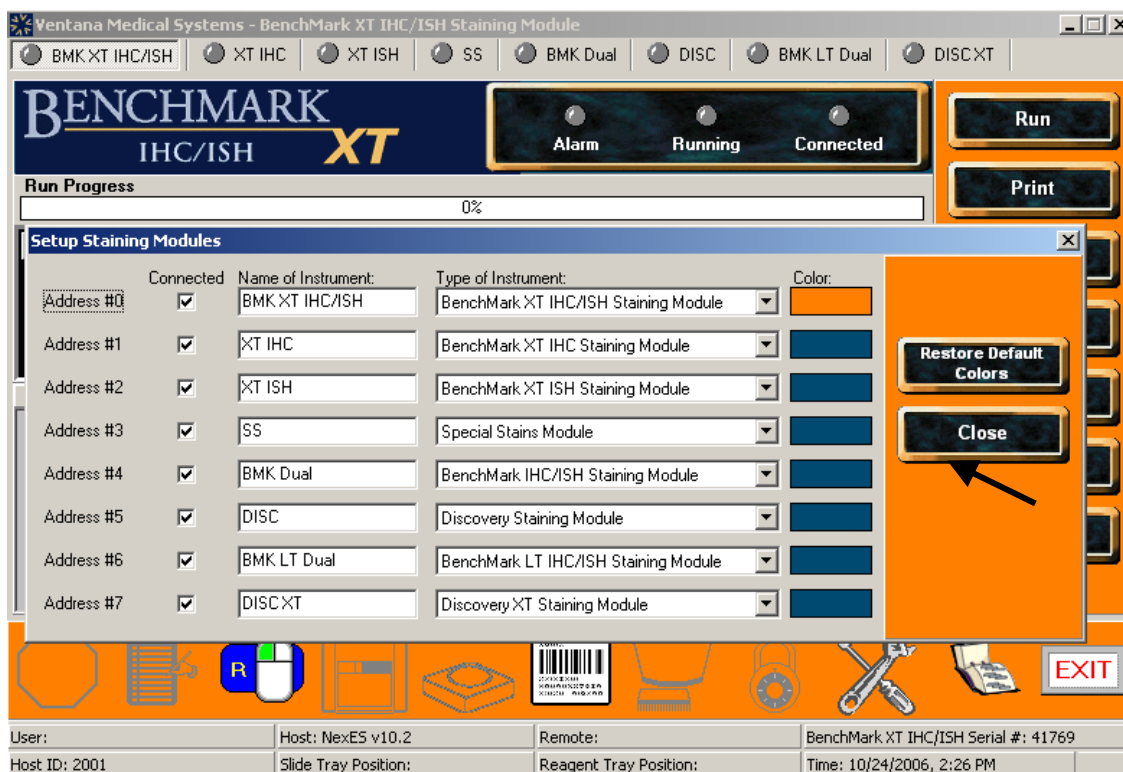 Ventana Medical Systems - BenchMark XT IHC/ISH Staining Module
BMK XT IHC/ISH XT IHC XT ISH SS BMK Dual DISC BMK LT Dual DISC XT
BENCHMARK
IHC/ISH XT
Alarm Running Connected
Run
Print
Run Progress
0%
Setup Staining Modules
Connected Name of Instrument: Type of Instrument: Color:
Address #0 BMK XT IHC/ISH BenchMark XT IHC/ISH Staining Module
Address #1 XT IHC BenchMark XT IHC Staining Module
Address #2 XT ISH BenchMark XT ISH Staining Module
Address #3 SS Special Stains Module
Address #4 BMK Dual BenchMark IHC/ISH Staining Module
Address #5 DISC Discovery Staining Module
Address #6 BMK LT Dual BenchMark LT IHC/ISH Staining Module
Address #7 DISC XT Discovery XT Staining Module
Restore Default
Colors
Close
R
EXIT
User: Host: NexES v10.2 Remote: BenchMark XT IHC/ISH Serial #: 41769
Host ID: 2001 Slide Tray Position: Reagent Tray Position: Time: 10/24/2006, 2:26 PM